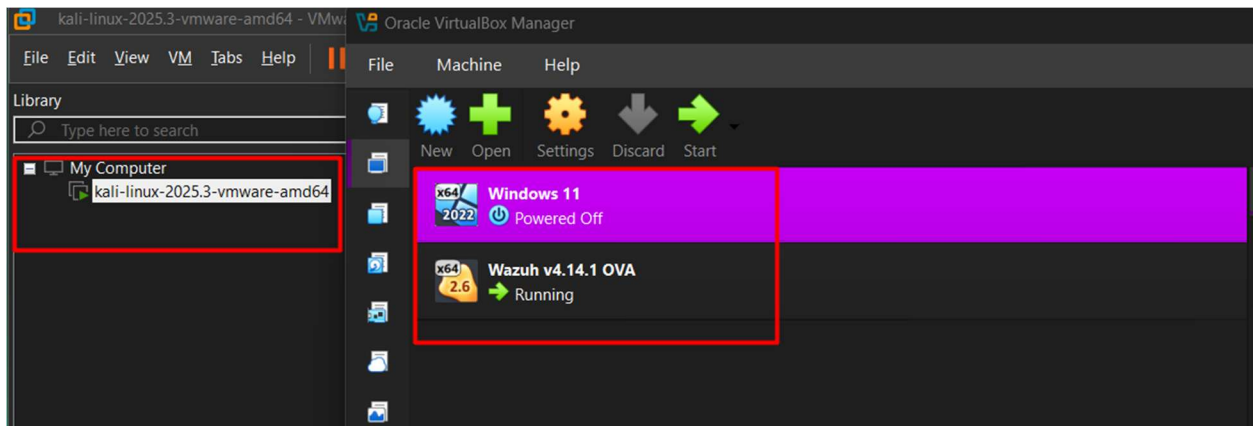 kali-linux-2025.3-vmware-amd64 - VMwa
File Edit View VM Tabs Help
Library
Type here to search
My Computer
kali-linux-2025.3-vmware-amd64
Oracle VirtualBox Manager
File Machine Help
New Open Settings Discard Start
x64 2022
Windows 11
Powered Off
x64 2.6
Wazuh v4.14.1 OVA
Running